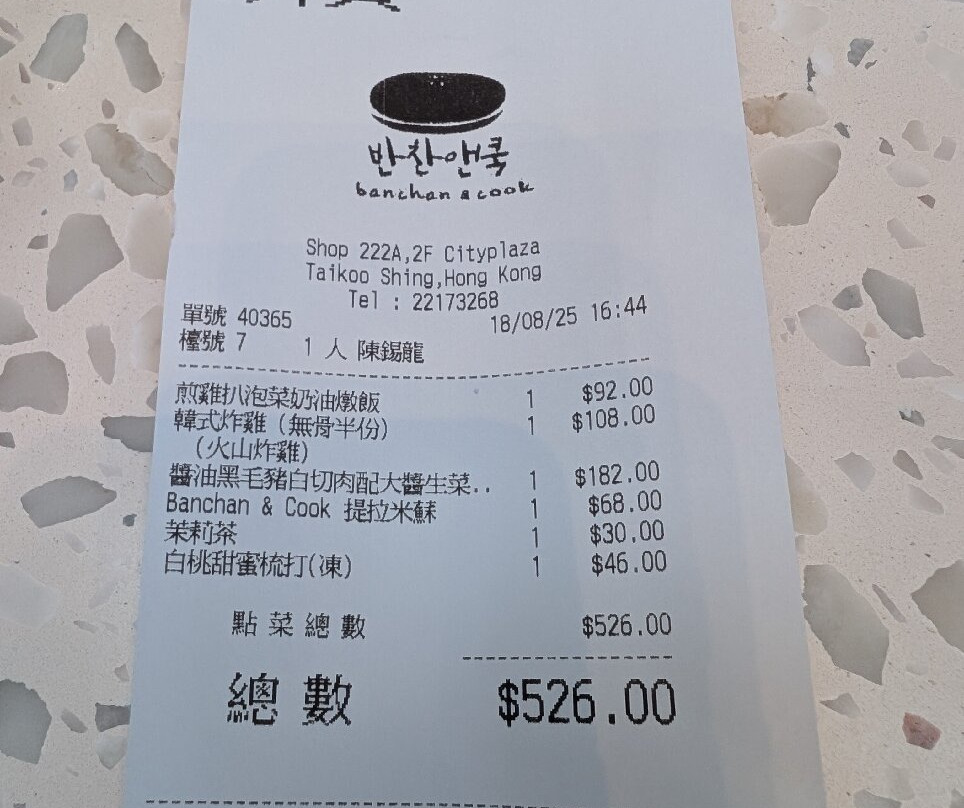 반찬앤쿡
banchan & cook
Shop 222A,2F Cityplaza
Taikoo Shing,Hong Kong
Tel : 22173268
單號 40365 18/08/25 16:44
檯號 7 1 人 陳錫龍
煎雞扒泡菜奶油燉飯 1 $92.00
韓式炸雞 (無骨半份) 1 $108.00
(火山炸雞)
醬油黑毛豬白切肉配大醬生菜.. 1 $182.00
Banchan & Cook 提拉米蘇 1 $68.00
茉莉茶 1 $30.00
白桃甜蜜梳打(凍) 1 $46.00
點菜總數 $526.00
總數 $526.00